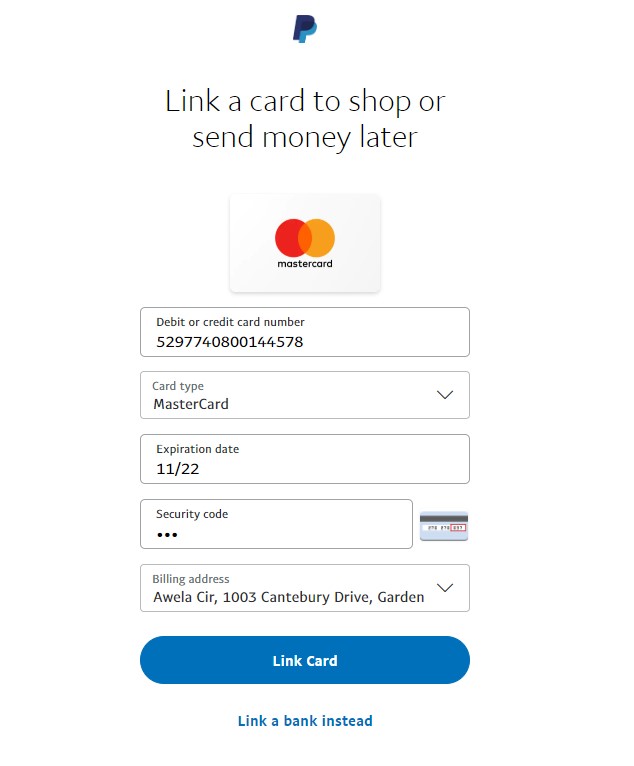 Link a card to shop or
send money later
mastercard
Debit or credit card number
5297740800144578
Card type
MasterCard
Expiration date
11/22
Security code
•••
Billing address
Awela Cir, 1003 Cantebury Drive, Garden
Link Card
Link a bank instead